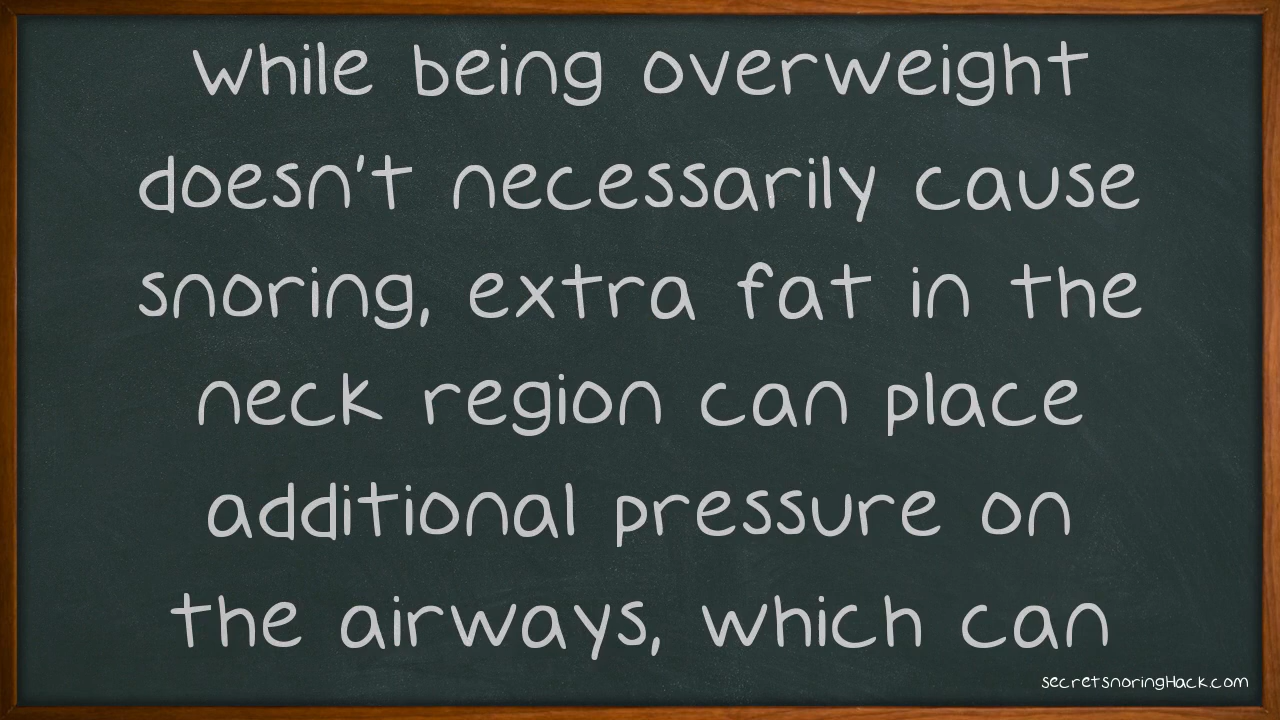 While being overweight
doesn't necessarily cause
snoring, extra fat in the
neck region can place
additional pressure on
the airways, which can
secretsnoringHack.com